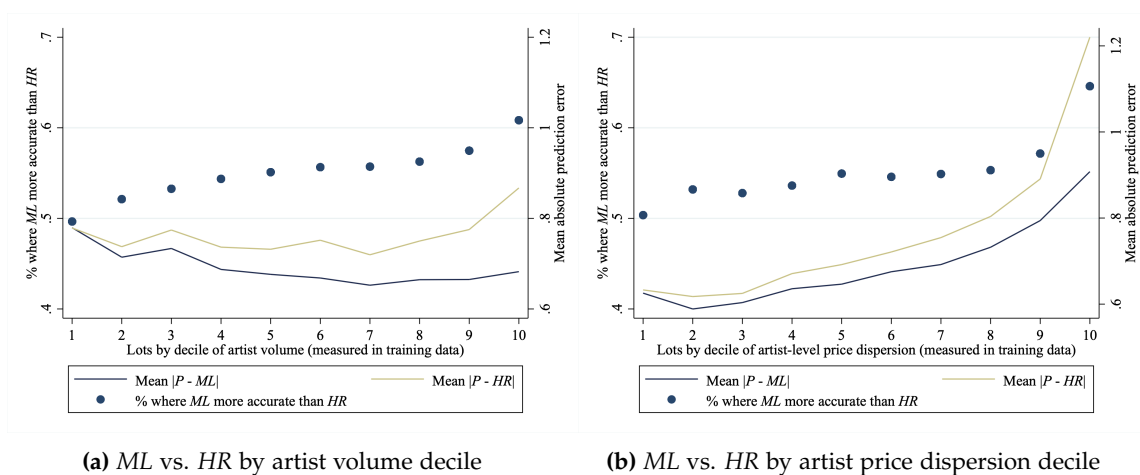 % where ML more accurate than HR
.4 .5 .6 .7
.6 .8 1 1.2
Mean absolute prediction error
1 2 3 4 5 6 7 8 9 10
Lots by decile of artist volume (measured in training data)
Mean |P - ML| Mean |P - HR|
% where ML more accurate than HR
(a) ML vs. HR by artist volume decile
% where ML more accurate than HR
.4 .5 .6 .7
.6 .8 1 1.2
Mean absolute prediction error
1 2 3 4 5 6 7 8 9 10
Lots by decile of artist-level price dispersion (measured in training data)
Mean |P - ML| Mean |P - HR|
% where ML more accurate than HR
(b) ML vs. HR by artist price dispersion decile